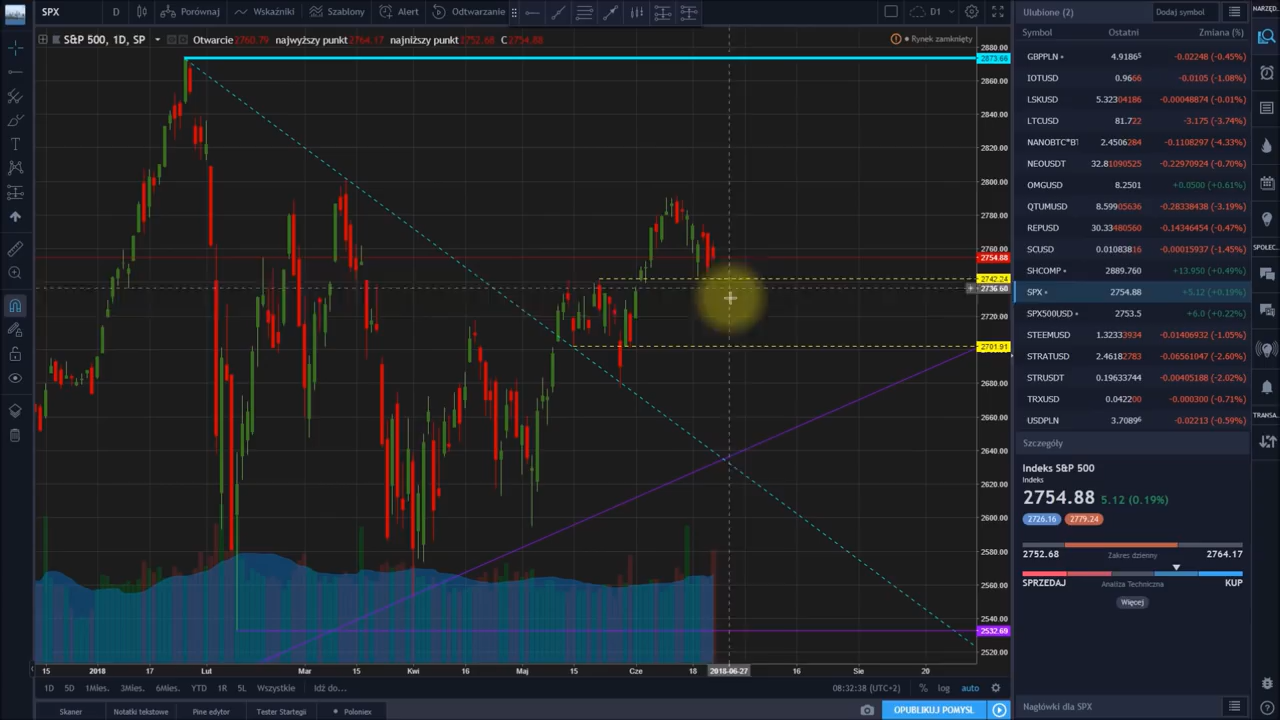 SPX D Porównaj Wskaźniki Szablony Alert Odtwarzanie D1
S&P 500, 1D, SP Otwarcie 2760.79 najwyższy punkt 2764.17 najniższy punkt 2752.68 C 2754.88
Rynek zamknięty
2880.00
2873.66
2860.00
2840.00
2820.00
2800.00
2780.00
2760.00
2754.88
2742.24
2736.60
2720.00
2701.91
2680.00
2660.00
2640.00
2620.00
2600.00
2580.00
2560.00
2540.00
2532.69
2520.00
15 2018 17 Lut Mar 15 Kwi 16 Maj 15 Cze 18 2018-06-27 16 Sie 20
1D 5D 1Mies. 3Mies. 6Mies. YTD 1R 5L Wszystkie Idź do...
08:32:38 (UTC+2) % log auto
Skaner Notatki tekstowe Pine edytor Tester Startegii Poloniex
OPUBLIKUJ POMYSŁ
Ulubione (2) Dodaj symbol
Symbol Ostatni Zmiana (%)
GBPPLN 4.9186⁵ -0.02248 (-0.45%)
IOTUSD 0.9666 -0.0105 (-1.08%)
LSKUSD 5.32304186 -0.00048874 (-0.01%)
LTCUSD 81.722 -3.175 (-3.74%)
NANOBTC*BT 2.4506284 -0.1108297 (-4.33%)
NEOUSDT 32.81090525 -0.22970924 (-0.70%)
OMGUSD 8.2501 +0.0500 (+0.61%)
QTUMUSD 8.59905636 -0.28338438 (-3.19%)
REPUSD 30.33480560 -0.14346454 (-0.47%)
SCUSD 0.0103816 -0.00015937 (-1.45%)
SHCOMP 2889.760 +13.950 (+0.49%)
SPX 2754.88 +5.12 (+0.19%)
SPX500USD 2753.5 +6.0 (+0.22%)
STEEMUSD 1.32333934 -0.01406932 (-1.05%)
STRATUSD 2.46182783 -0.06561047 (-2.60%)
STRUSDT 0.19633744 -0.00405188 (-2.02%)
TRXUSD 0.042200 -0.000300 (-0.71%)
USDPLN 3.7089⁶ -0.02213 (-0.59%)
Szczegóły
Indeks S&P 500
Indeks
2754.88 5.12 (0.19%)
2726.16 2779.24
2752.68 Zakres dzienny 2764.17
SPRZEDAJ Analiza Techniczna KUP
Więcej
Nagłówki dla SPX
NARZĘD
SPOŁEC
TRANSA